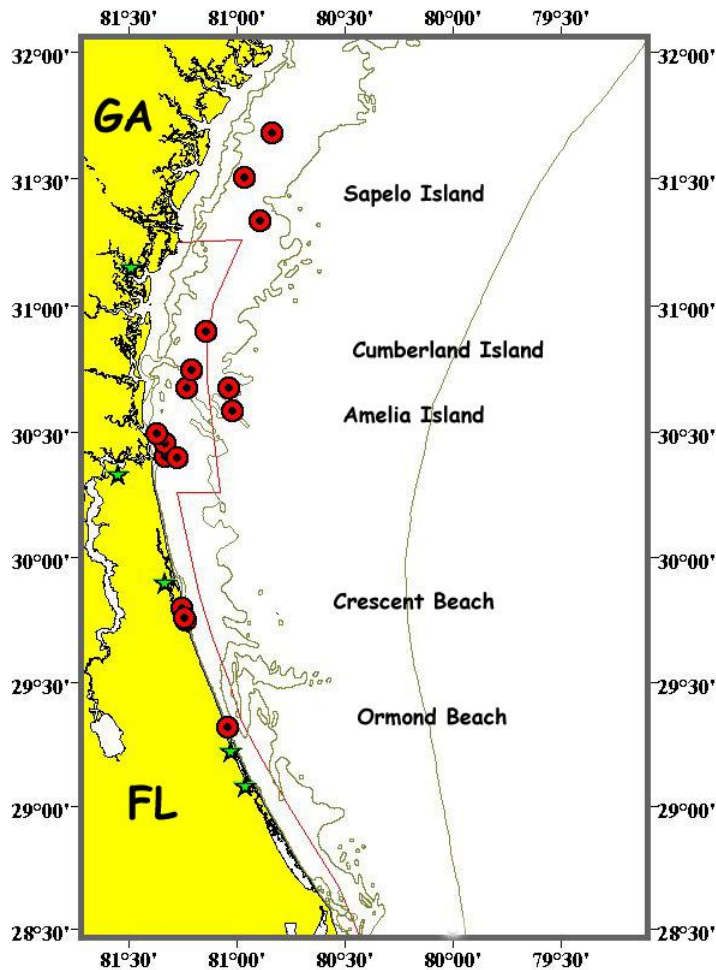 81°30' 81°00' 80°30' 80°00' 79°30'
32°00' 32°00'
GA
31°30' 31°30'
Sapelo Island
31°00' 31°00'
Cumberland Island
Amelia Island
30°30' 30°30'
30°00' 30°00'
Crescent Beach
29°30' 29°30'
Ormond Beach
FL
29°00' 29°00'
28°30' 28°30'
81°30' 81°00' 80°30' 80°00' 79°30'